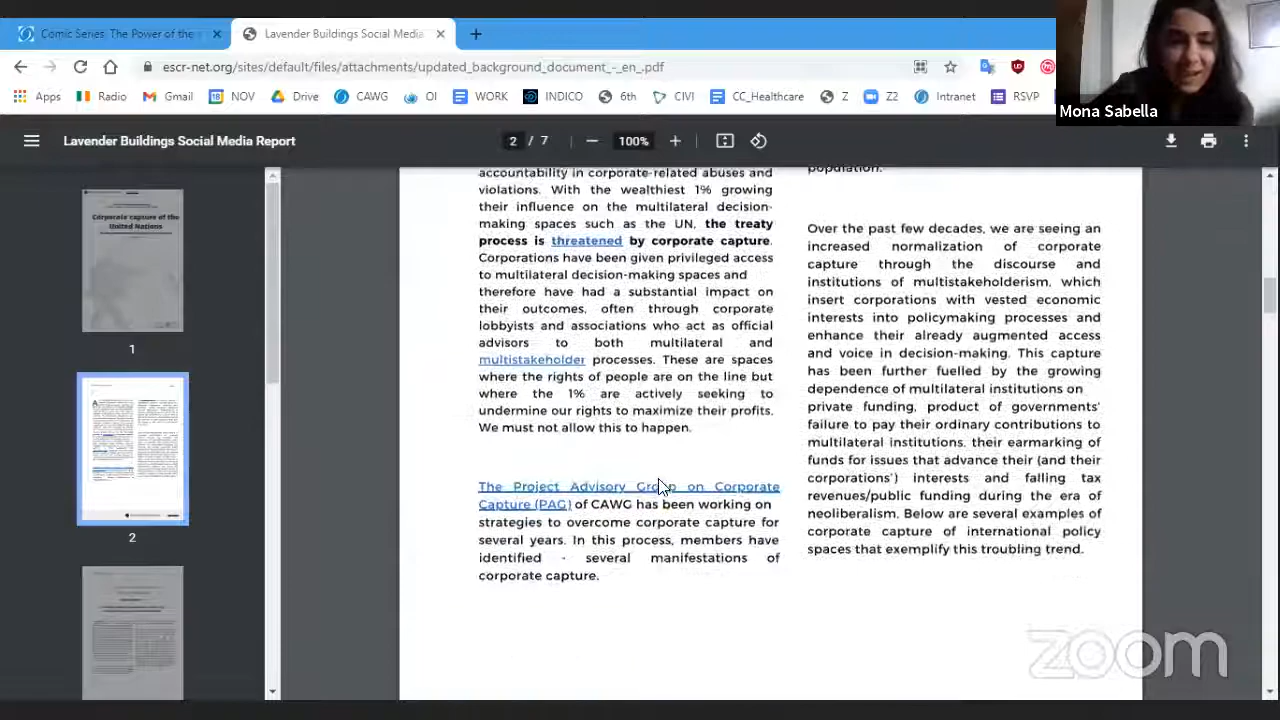 Comic Series: The Power of the
Lavender Buildings Social Media
escr-net.org/sites/default/files/attachments/updated_background_document_-_en_.pdf
Apps Radio Gmail NOV Drive CAWG OI WORK INDICO 6th CIVI CC_Healthcare Z Z2 Intranet RSVP
Mona Sabella
Lavender Buildings Social Media Report
2 / 7
100%
Corporate capture of the
United Nations
1
2
accountability in corporate-related abuses and
violations. With the wealthiest 1% growing
their influence on the multilateral decision-
making spaces such as the UN, the treaty
process is threatened by corporate capture.
Corporations have been given privileged access
to multilateral decision-making spaces and
therefore have had a substantial impact on
their outcomes, often through corporate
lobbyists and associations who act as official
advisors to both multilateral and
multistakeholder processes. These are spaces
where the rights of people are on the line but
where the % are actively seeking to
undermine our rights to maximize their profits.
We must not allow this to happen.
The Project Advisory Group on Corporate
Capture (PAG) of CAWG has been working on
strategies to overcome corporate capture for
several years. In this process, members have
identified - several manifestations of
corporate capture.
population.
Over the past few decades, we are seeing an
increased normalization of corporate
capture through the discourse and
institutions of multistakeholderism, which
insert corporations with vested economic
interests into policymaking processes and
enhance their already augmented access
and voice in decision-making. This capture
has been further fuelled by the growing
dependence of multilateral institutions on
private funding, product of governments'
failure to pay their ordinary contributions to
multilateral institutions, their earmarking of
funds for issues that advance their (and their
corporations') interests and falling tax
revenues/public funding during the era of
neoliberalism. Below are several examples of
corporate capture of international policy
spaces that exemplify this troubling trend.
zoom